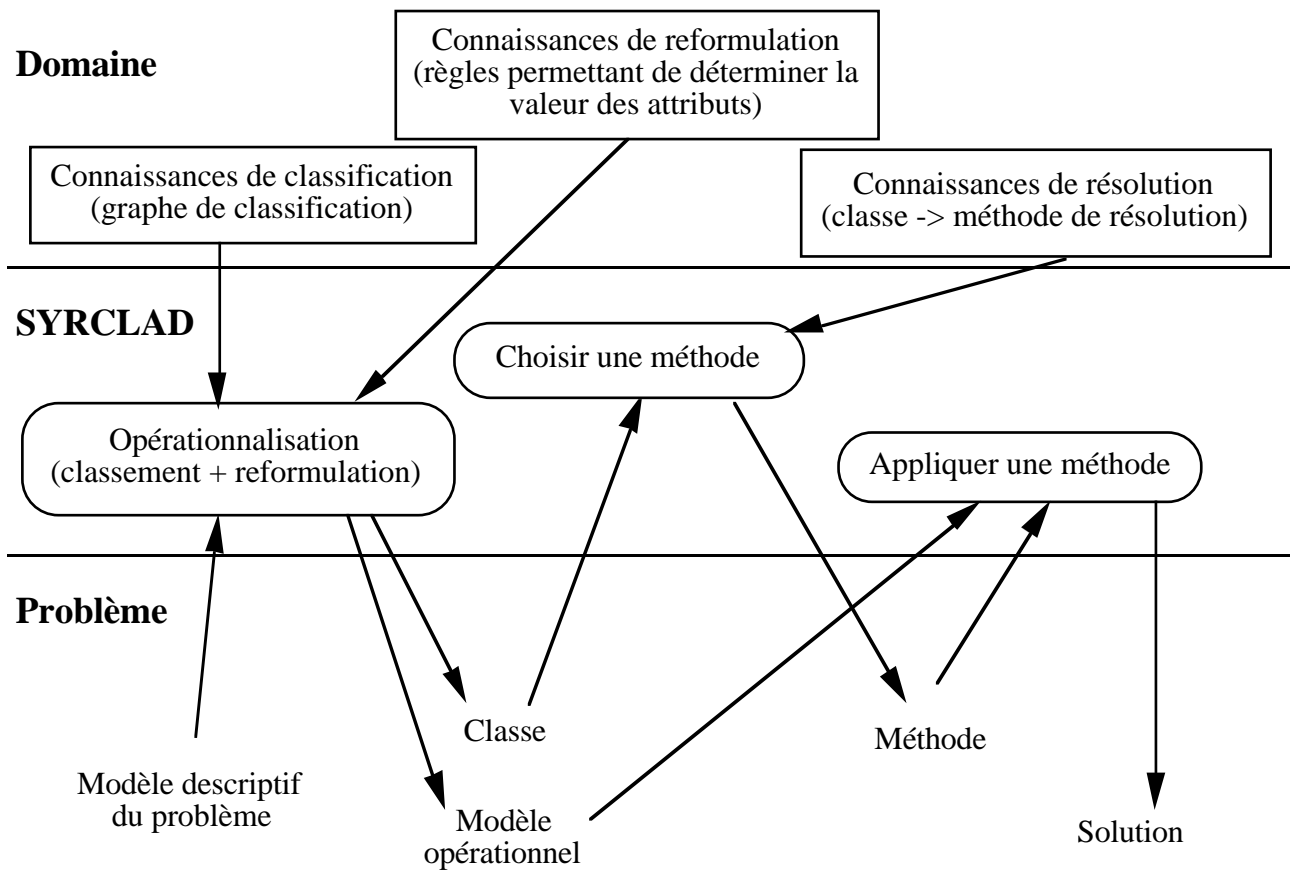 Domaine
Connaissances de reformulation
(règles permettant de déterminer la
valeur des attributs)
Connaissances de classification
(graphe de classification)
Connaissances de résolution
(classe -> méthode de résolution)
SYRCLAD
Choisir une méthode
Opérationnalisation
(classement + reformulation)
Appliquer une méthode
Problème
Classe
Méthode
Modèle descriptif
du problème
Modèle
opérationnel
Solution